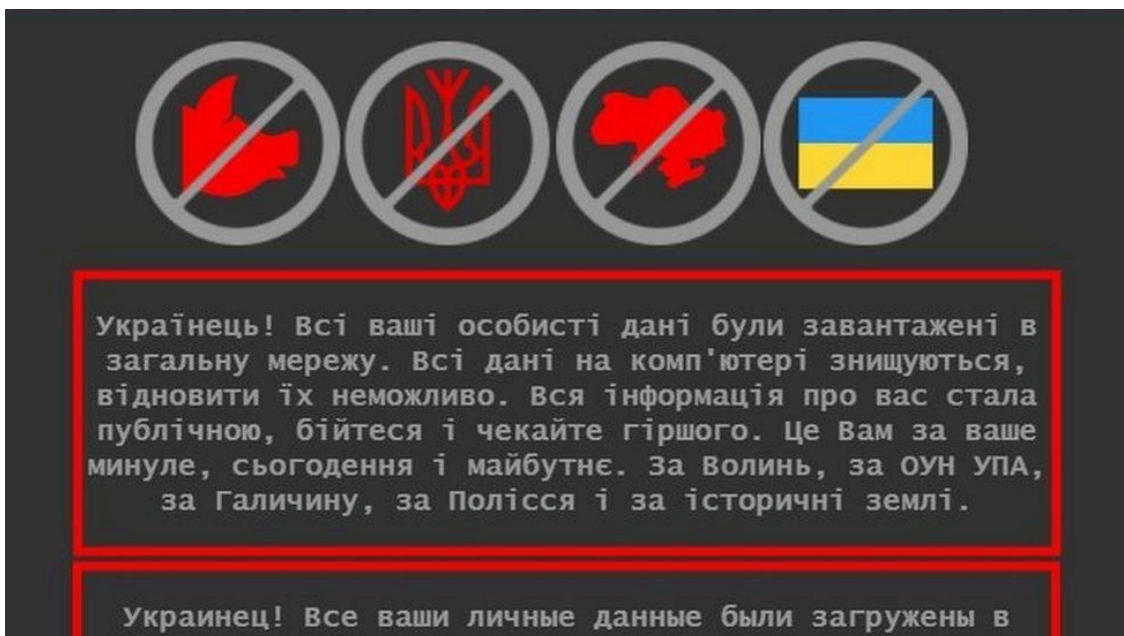 Українець! Всі ваші особисті дані були завантажені в
загальну мережу. Всі дані на комп'ютері знищуються,
відновити їх неможливо. Вся інформація про вас стала
публічною, бійтеся і чекайте гіршого. Це Вам за ваше
минуле, сьогодення і майбутнє. За Волинь, за ОУН УПА,
за Галичину, за Полісся і за історичні землі.
Украинец! Все ваши личные данные были загружены в